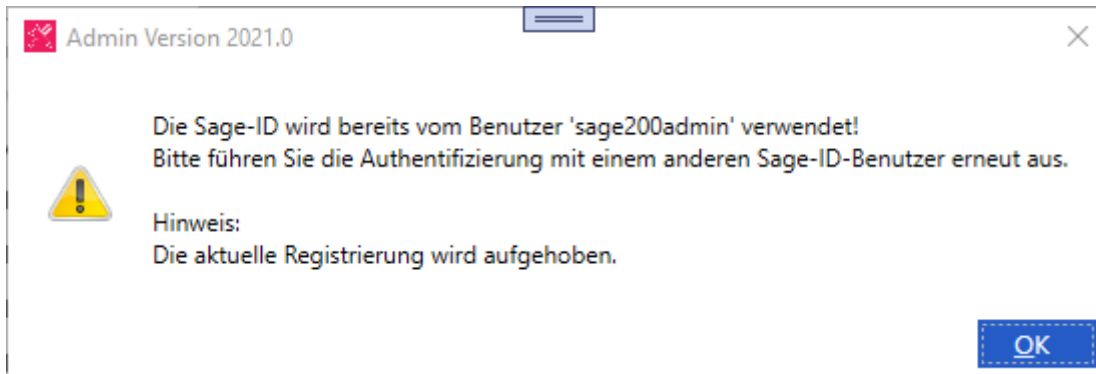 Admin Version 2021.0
Die Sage-ID wird bereits vom Benutzer 'sage200admin' verwendet!
Bitte führen Sie die Authentifizierung mit einem anderen Sage-ID-Benutzer erneut aus.
Hinweis:
Die aktuelle Registrierung wird aufgehoben.
OK